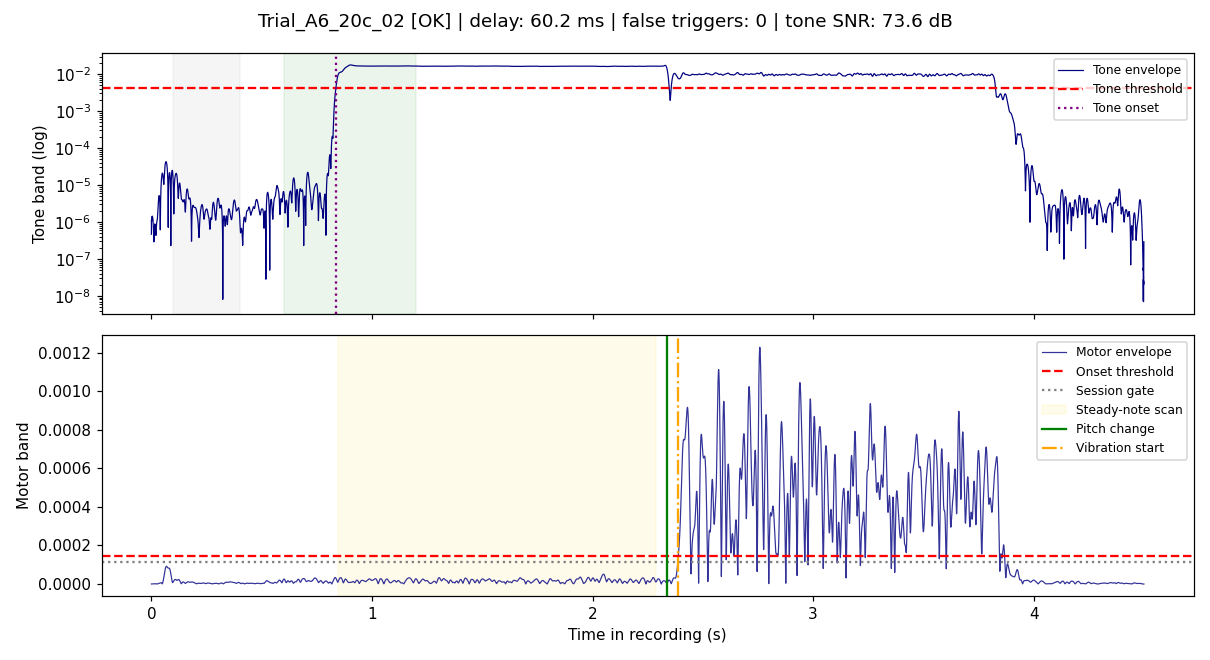 Trial_A6_20c_02 [OK] | delay: 60.2 ms | false triggers: 0 | tone SNR: 73.6 dB
Tone band (log)
10⁻²
10⁻³
10⁻⁴
10⁻⁵
10⁻⁶
10⁻⁷
10⁻⁸
Tone envelope
Tone threshold
Tone onset
Motor band
0.0012
0.0010
0.0008
0.0006
0.0004
0.0002
0.0000
Motor envelope
Onset threshold
Session gate
Steady-note scan
Pitch change
Vibration start
0 1 2 3 4
Time in recording (s)